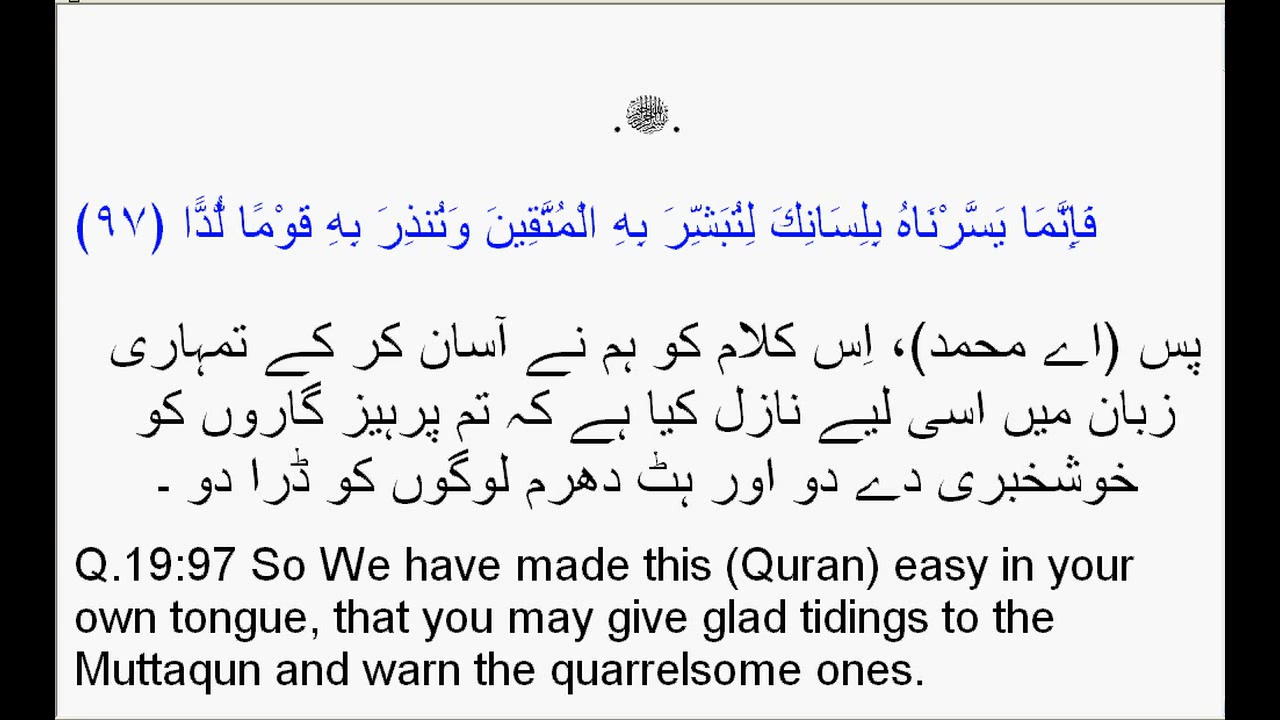 . ﷽ .
فَإِنَّمَا يَسَّرْنَاهُ بِلِسَانِكَ لِتُبَشِّرَ بِهِ الْمُتَّقِينَ وَتُنذِرَ بِهِ قَوْمًا لُّدًّا (٩٧)
پس (اے محمد)، اِس کلام کو ہم نے آسان کر کے تمہاری
زبان میں اسی لیے نازل کیا ہے کہ تم پرہیز گاروں کو
خوشخبری دے دو اور ہٹ دھرم لوگوں کو ڈرا دو ۔
Q.19:97 So We have made this (Quran) easy in your
own tongue, that you may give glad tidings to the
Muttaqun and warn the quarrelsome ones.